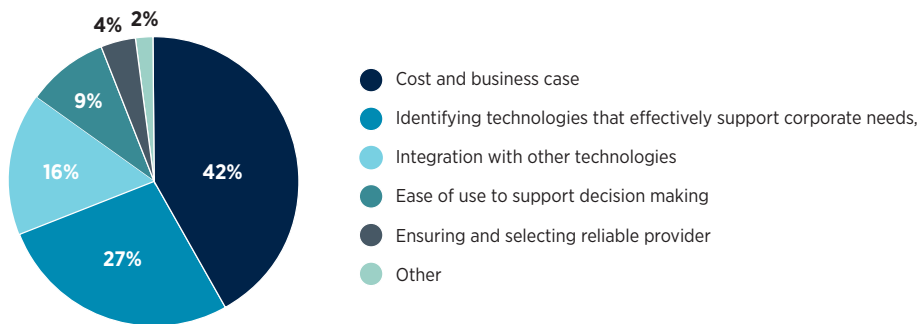 4%
2%
9%
16%
42%
27%
Cost and business case
Identifying technologies that effectively support corporate needs,
Integration with other technologies
Ease of use to support decision making
Ensuring and selecting reliable provider
Other